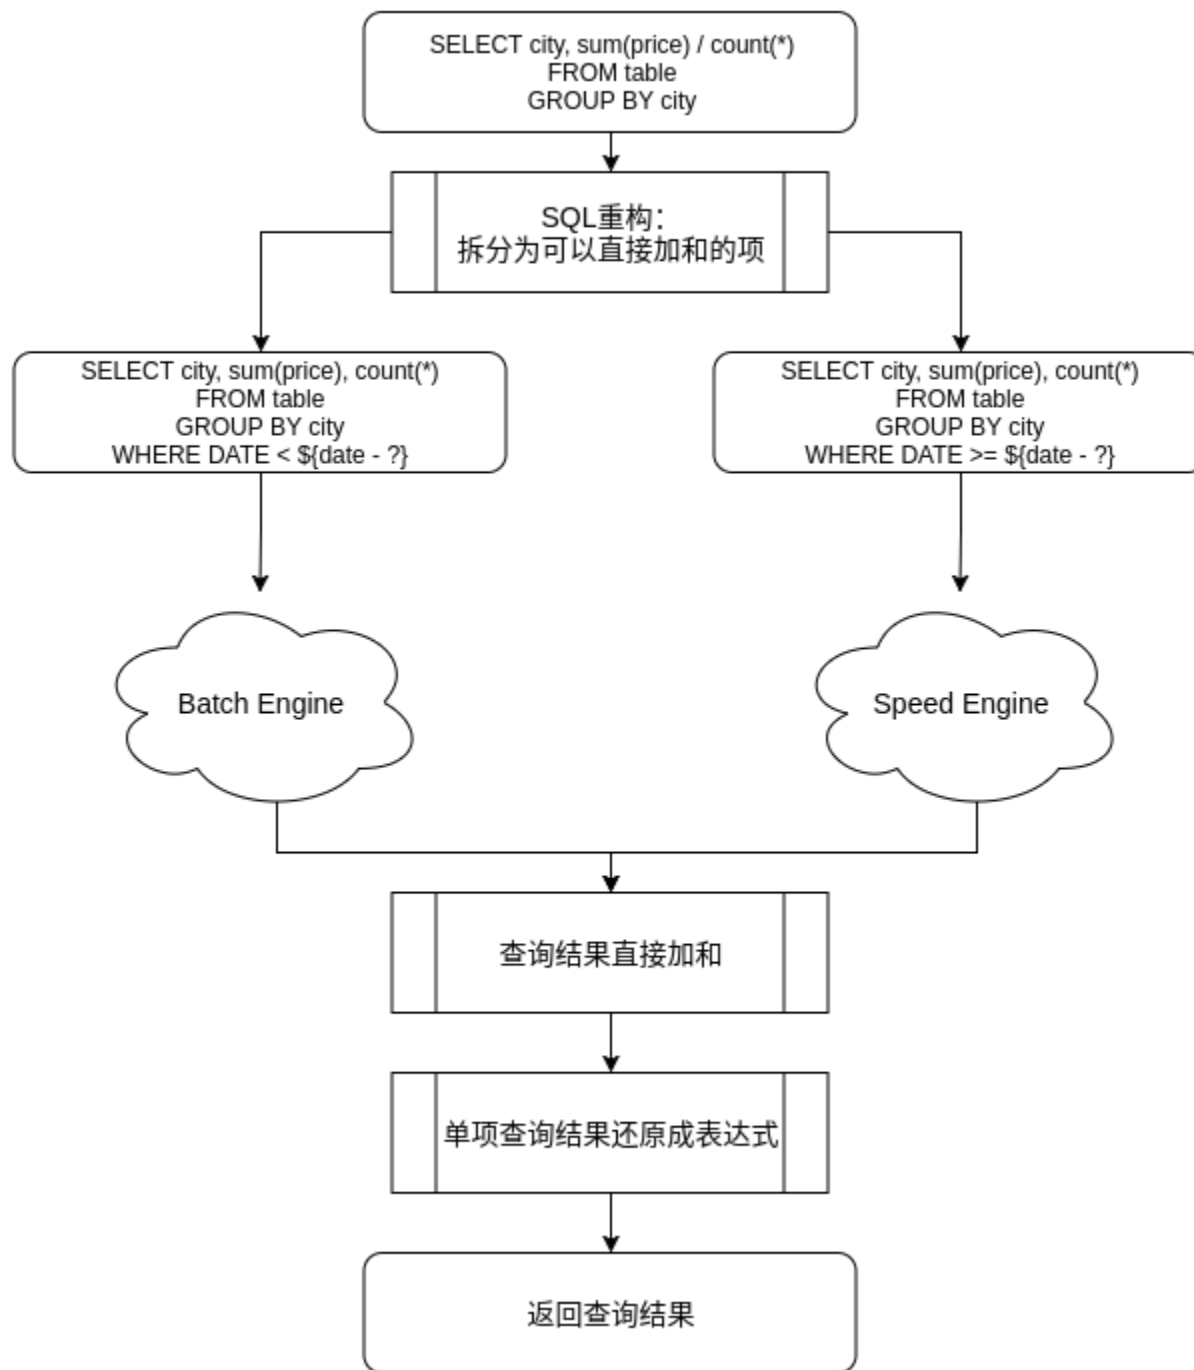 SELECT city, sum(price) / count(*)
FROM table
GROUP BY city
SQL重构：
拆分为可以直接加和的项
SELECT city, sum(price), count(*)
FROM table
GROUP BY city
WHERE DATE < ${date - ?}
SELECT city, sum(price), count(*)
FROM table
GROUP BY city
WHERE DATE >= ${date - ?}
Batch Engine
Speed Engine
查询结果直接加和
单项查询结果还原成表达式
返回查询结果